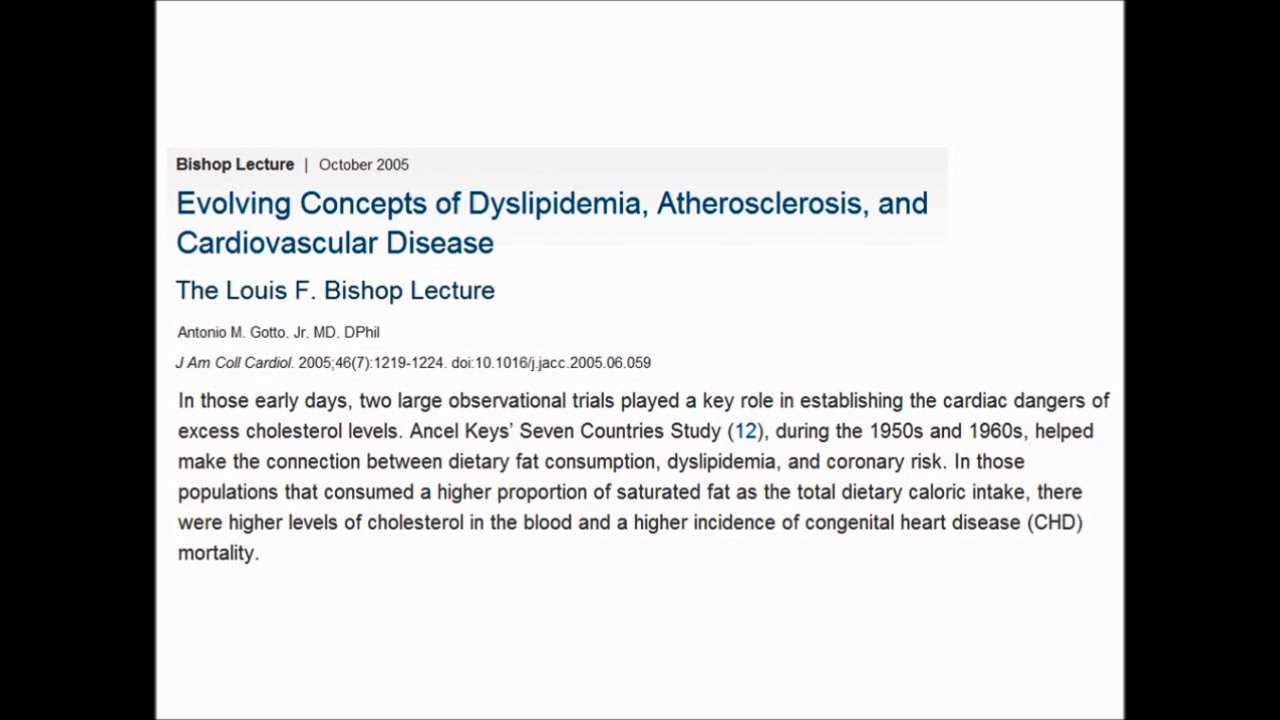 Bishop Lecture | October 2005
Evolving Concepts of Dyslipidemia, Atherosclerosis, and
Cardiovascular Disease
The Louis F. Bishop Lecture
Antonio M. Gotto, Jr, MD, DPhil
J Am Coll Cardiol. 2005;46(7):1219-1224. doi:10.1016/j.jacc.2005.06.059
In those early days, two large observational trials played a key role in establishing the cardiac dangers of
excess cholesterol levels. Ancel Keys’ Seven Countries Study (12), during the 1950s and 1960s, helped
make the connection between dietary fat consumption, dyslipidemia, and coronary risk. In those
populations that consumed a higher proportion of saturated fat as the total dietary caloric intake, there
were higher levels of cholesterol in the blood and a higher incidence of congenital heart disease (CHD)
mortality.